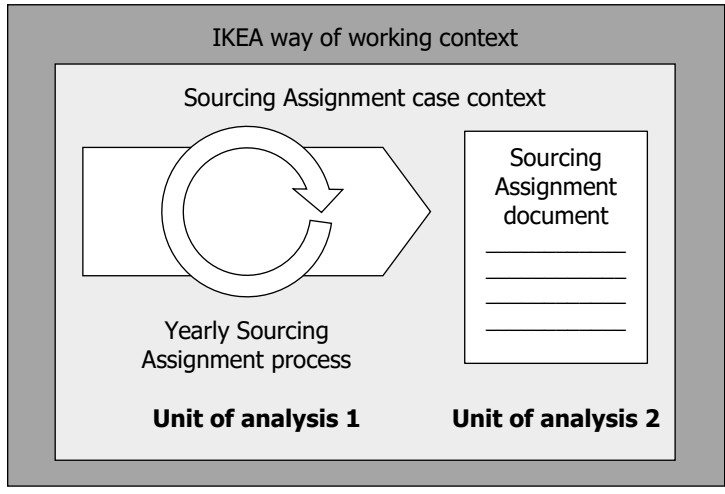 IKEA way of working context
Sourcing Assignment case context
Sourcing
Assignment
document
Yearly Sourcing
Assignment process
Unit of analysis 1
Unit of analysis 2